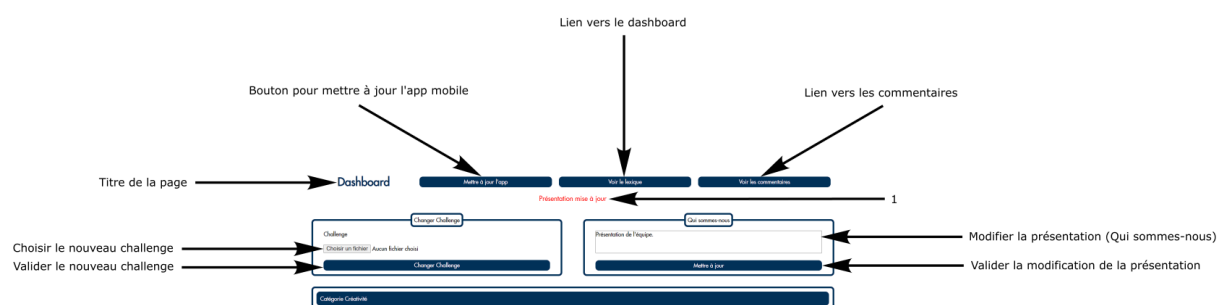 Lien vers le dashboard
Bouton pour mettre à jour l'app mobile
Lien vers les commentaires
Titre de la page
Dashboard
Mettre à jour l'app
Voir le lexique
Voir les commentaires
Présentation mise à jour
1
Changer Challenge
Qui sommes-nous
Challenge
Présentation de l'équipe.
Choisir le nouveau challenge
Choisir un fichier Aucun fichier choisi
Modifier la présentation (Qui sommes-nous)
Valider le nouveau challenge
Changer Challenge
Mettre à jour
Valider la modification de la présentation
Catégorie Créativité